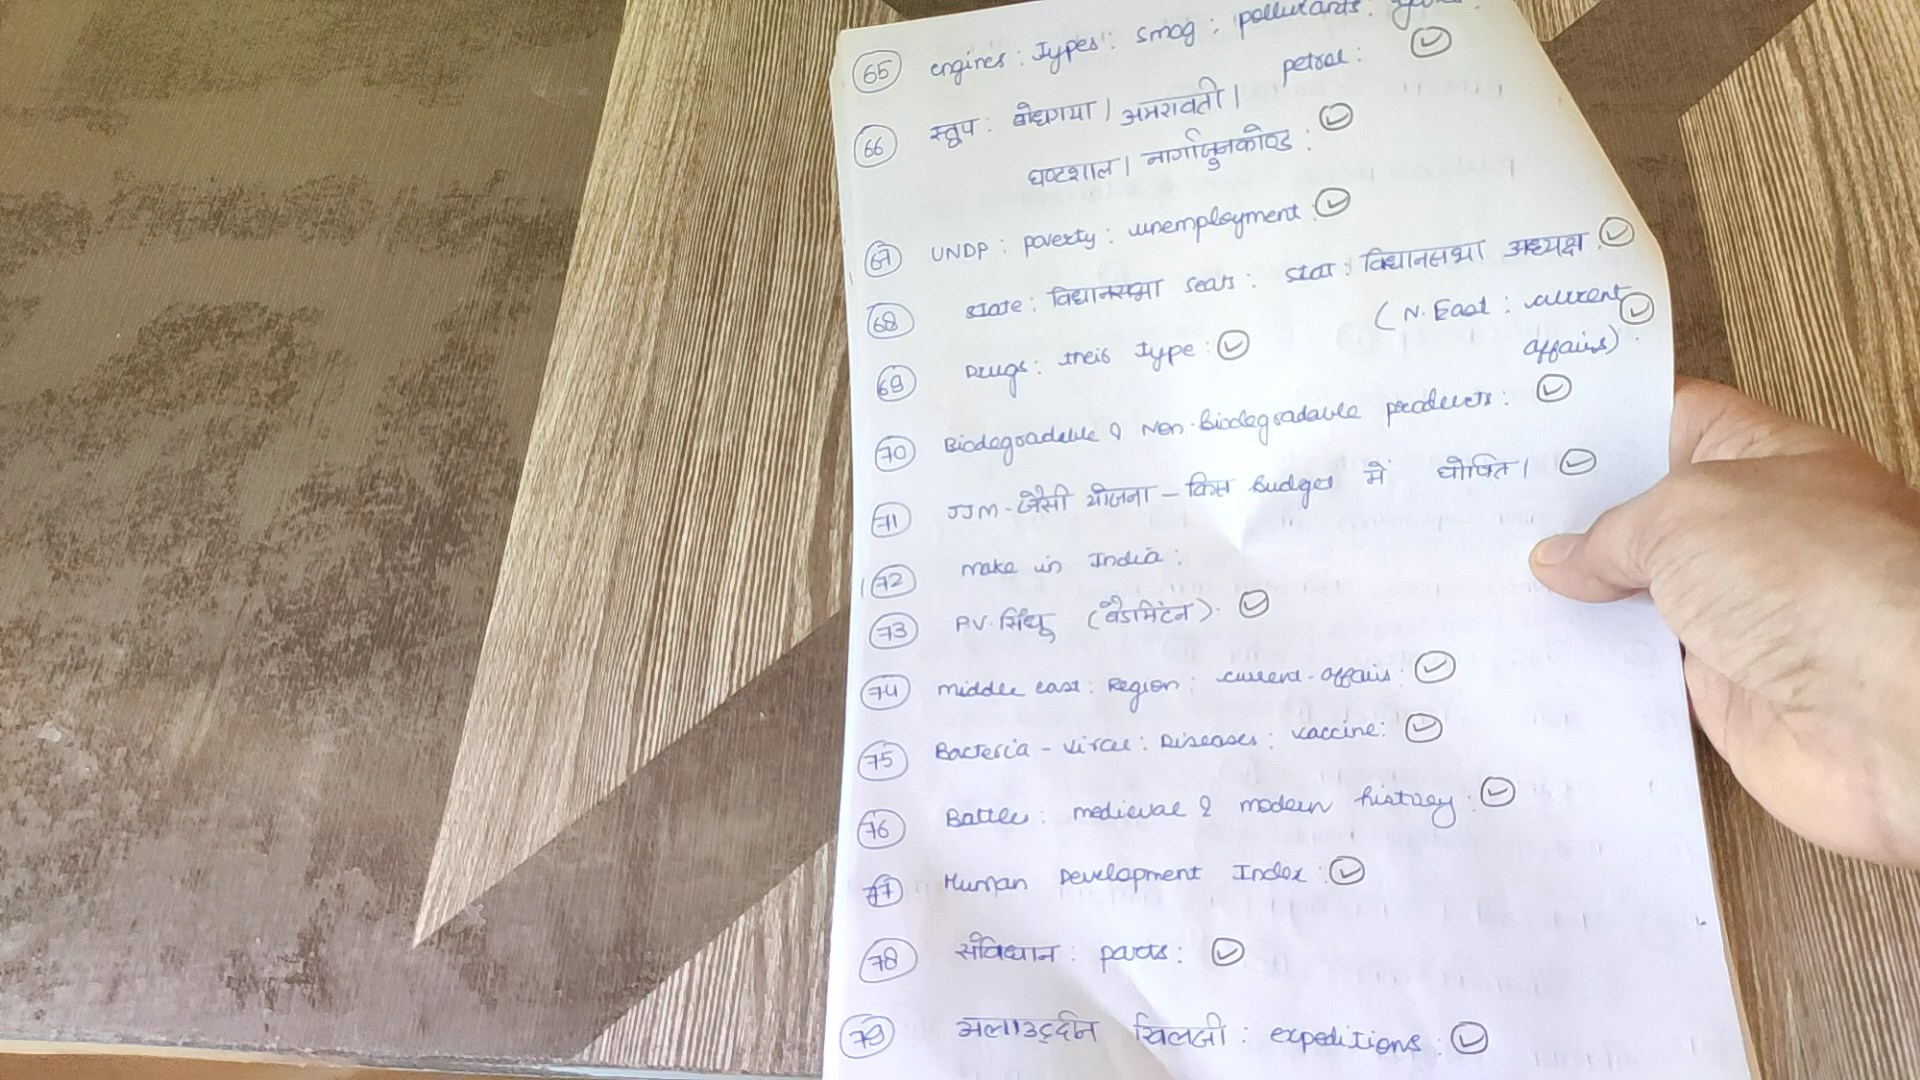 65 engines : Types : smog : pollutants :
petrol :
66 स्तूप : बोधगया । अमरावती ।
घण्टशाल । नार्गाजुनकोण्ड :
67 UNDP : poverty : unemployment :
68 state : विधानसभा seats : stat : विधानसभा अध्यक्ष :
(N. East : current
affairs) .
69 Drugs : their type :
70 Biodegradable & Non-biodegradable products :
71 JJM - जैसी योजना - किस Budget में घोषित ।
72 make in India :
73 P.V. सिंधू (बैडमिंटन) .
74 middle east : Region : current-affairs :
75 Bacteria - virus : Diseases : vaccine :
76 Battles : medieval & modern history :
77 Human Development Index :
78 संविधान : parts :
79 अलाउद्दीन खिलजी : expeditions :